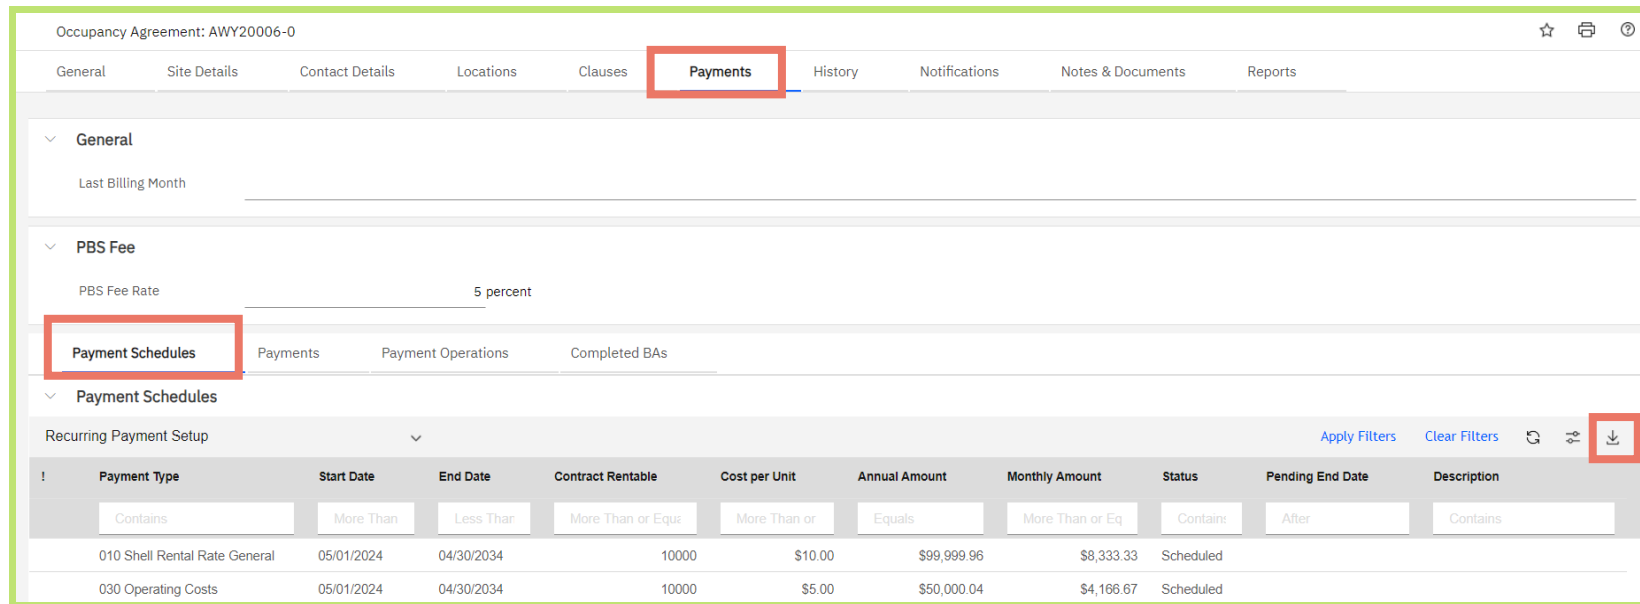 Occupancy Agreement: AWY20006-0
General Site Details Contact Details Locations Clauses Payments History Notifications Notes & Documents Reports
General
Last Billing Month
PBS Fee
PBS Fee Rate 5 percent
Payment Schedules Payments Payment Operations Completed BAs
Payment Schedules
Recurring Payment Setup Apply Filters Clear Filters
! Payment Type Start Date End Date Contract Rentable Cost per Unit Annual Amount Monthly Amount Status Pending End Date Description
Contains More Than Less Than More Than or Equa More Than or Equals More Than or Eq Contains After Contains
010 Shell Rental Rate General 05/01/2024 04/30/2034 10000 $10.00 $99,999.96 $8,333.33 Scheduled
030 Operating Costs 05/01/2024 04/30/2034 10000 $5.00 $50,000.04 $4,166.67 Scheduled